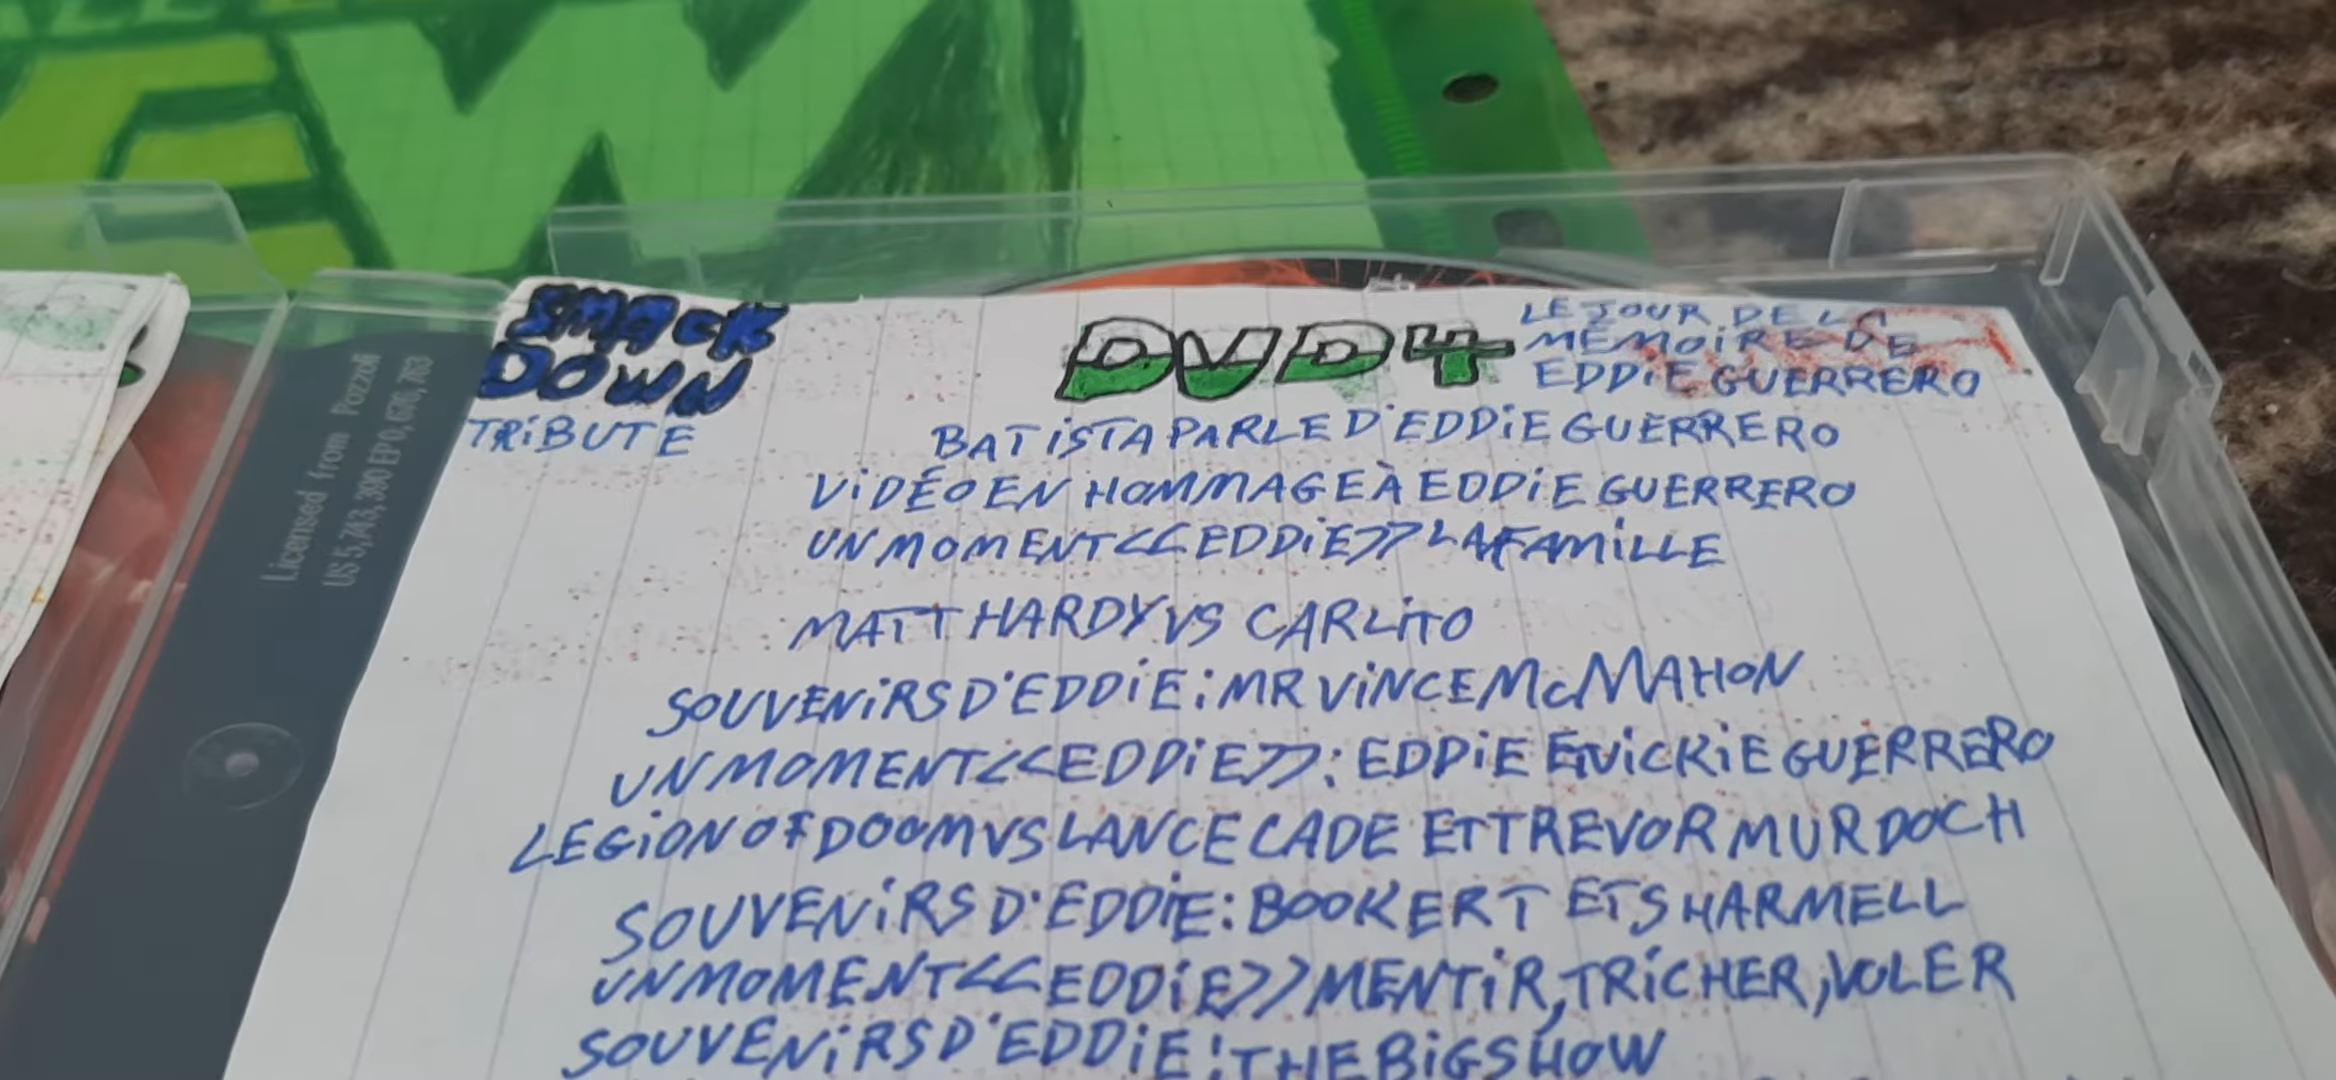 SMACK
DOWN
TRIBUTE
DVD 4
LE JOUR DE LA
MÉMOIRE DE
EDDiE GUERRERO
BATiSTA PARLE D'EDDiE GUERRERO
ViDÉO EN HOMMAGE À EDDiE GUERRERO
UN MOMENT <<EDDiE>> LA FAMiLLE
MATT HARDY VS CARLiTO
SOUVENiRS D'EDDiE: MR ViNCE McMAHON
UN MOMENT <<EDDiE>>: EDDiE Et ViCKiE GUERRERO
LEGiON OF DOOM VS LANCE CADE ET TREVOR MURDOCH
SOUVENiRS D'EDDiE: BOOKER T ET SHARMELL
UN MOMENT <<EDDiE>> MENTiR, TRiCHER, VOLER
SOUVENiRS D'EDDiE: THE BiG SHOW
Licensed from Pozzoli
US 5,743,390 EP 0,676,763